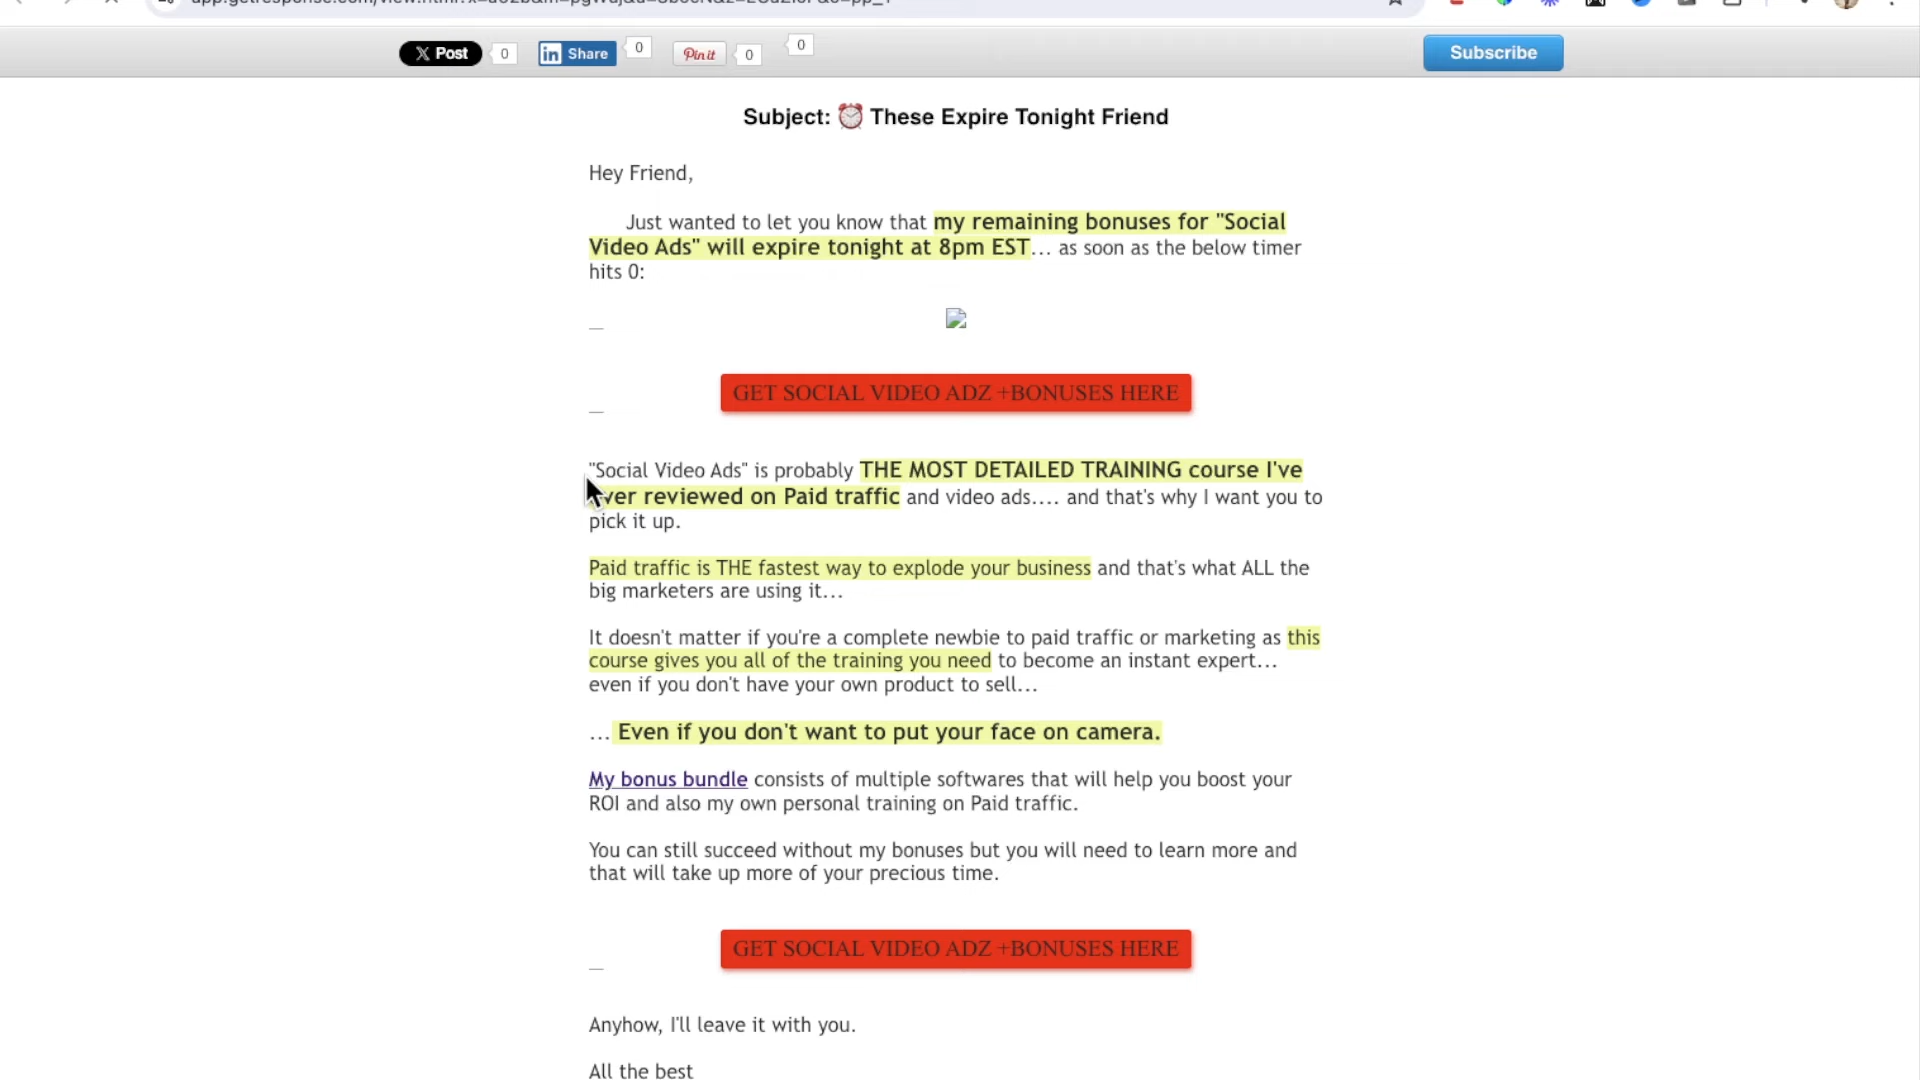 Post 0 in Share 0 Pin it 0 0 Subscribe
Subject: ⏰ These Expire Tonight Friend
Hey Friend,
Just wanted to let you know that my remaining bonuses for "Social
Video Ads" will expire tonight at 8pm EST... as soon as the below timer
hits 0:
GET SOCIAL VIDEO ADZ +BONUSES HERE
"Social Video Ads" is probably THE MOST DETAILED TRAINING course I've
ver reviewed on Paid traffic and video ads.... and that's why I want you to
pick it up.
Paid traffic is THE fastest way to explode your business and that's what ALL the
big marketers are using it...
It doesn't matter if you're a complete newbie to paid traffic or marketing as this
course gives you all of the training you need to become an instant expert...
even if you don't have your own product to sell...
... Even if you don't want to put your face on camera.
My bonus bundle consists of multiple softwares that will help you boost your
ROI and also my own personal training on Paid traffic.
You can still succeed without my bonuses but you will need to learn more and
that will take up more of your precious time.
GET SOCIAL VIDEO ADZ +BONUSES HERE
Anyhow, I'll leave it with you.
All the best